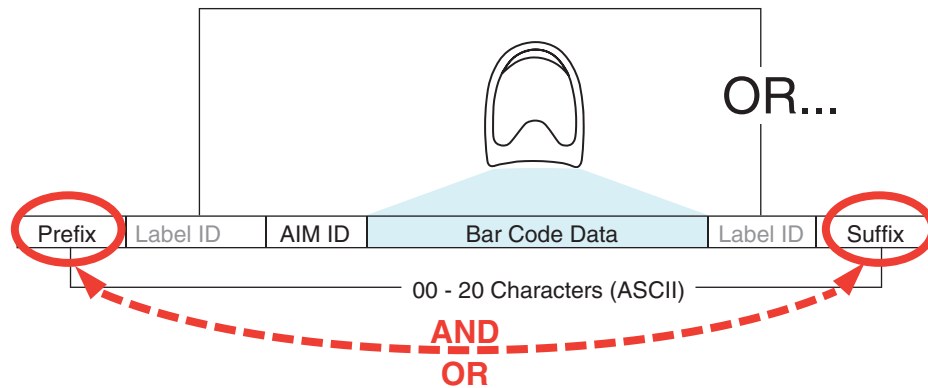 OR...
Prefix Label ID AIM ID Bar Code Data Label ID Suffix
00 - 20 Characters (ASCII)
AND
OR